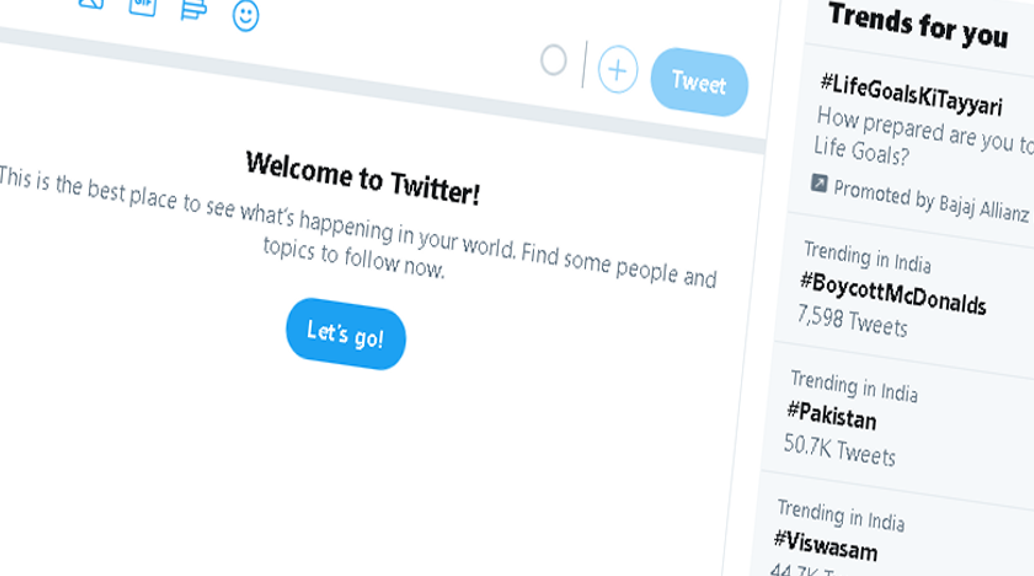 GIF
Tweet
Welcome to Twitter!
This is the best place to see what's happening in your world. Find some people and
topics to follow now.
Let's go!
Trends for you
#LifeGoalsKiTayyari
How prepared are you to
Life Goals?
Promoted by Bajaj Allianz
Trending in India
#BoycottMcDonalds
7,598 Tweets
Trending in India
#Pakistan
50.7K Tweets
Trending in India
#Viswasam
44.7K